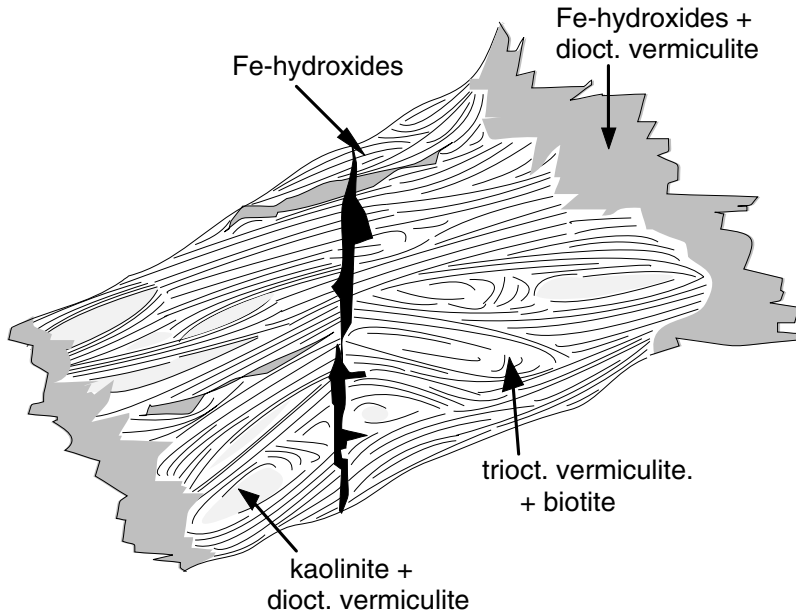 Fe-hydroxides +
dioct. vermiculite
Fe-hydroxides
trioct. vermiculite.
+ biotite
kaolinite +
dioct. vermiculite